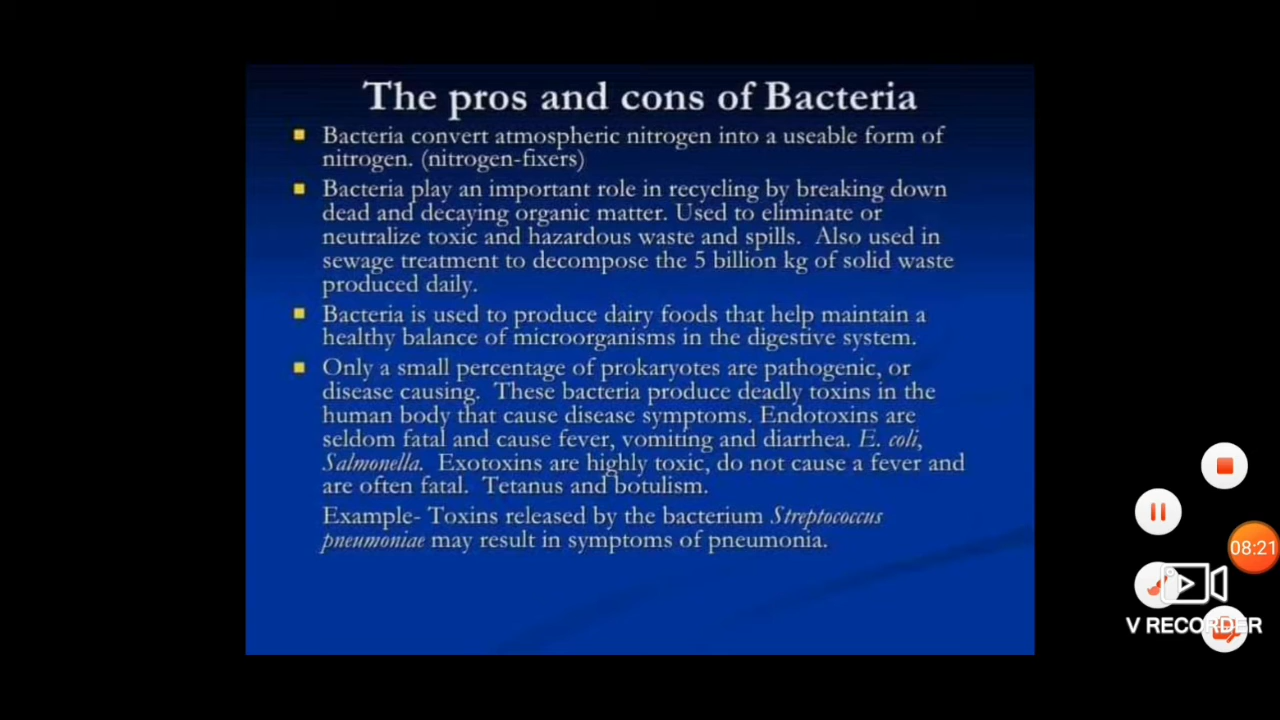 The pros and cons of Bacteria
Bacteria convert atmospheric nitrogen into a useable form of
nitrogen. (nitrogen-fixers)
Bacteria play an important role in recycling by breaking down
dead and decaying organic matter. Used to eliminate or
neutralize toxic and hazardous waste and spills. Also used in
sewage treatment to decompose the 5 billion kg of solid waste
produced daily.
Bacteria is used to produce dairy foods that help maintain a
healthy balance of microorganisms in the digestive system.
Only a small percentage of prokaryotes are pathogenic, or
disease causing. These bacteria produce deadly toxins in the
human body that cause disease symptoms. Endotoxins are
seldom fatal and cause fever, vomiting and diarrhea. E. coli,
Salmonella. Exotoxins are highly toxic, do not cause a fever and
are often fatal. Tetanus and botulism.
Example- Toxins released by the bacterium Streptococcus
pneumoniae may result in symptoms of pneumonia.
08:21
V RECORDER